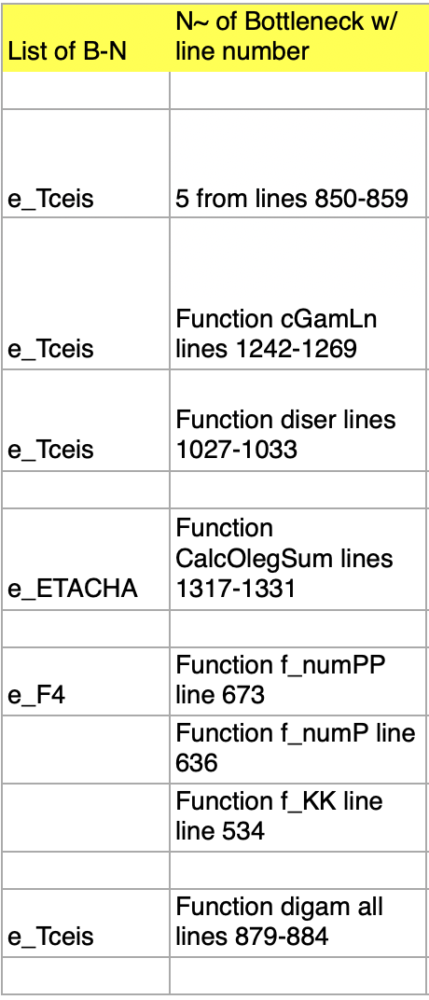 List of B-N
N~ of Bottleneck w/
line number
e_Tceis
5 from lines 850-859
e_Tceis
Function cGamLn
lines 1242-1269
e_Tceis
Function diser lines
1027-1033
e_ETACHA
Function
CalcOlegSum lines
1317-1331
e_F4
Function f_numPP
line 673
Function f_numP line
636
Function f_KK line
line 534
e_Tceis
Function digam all
lines 879-884